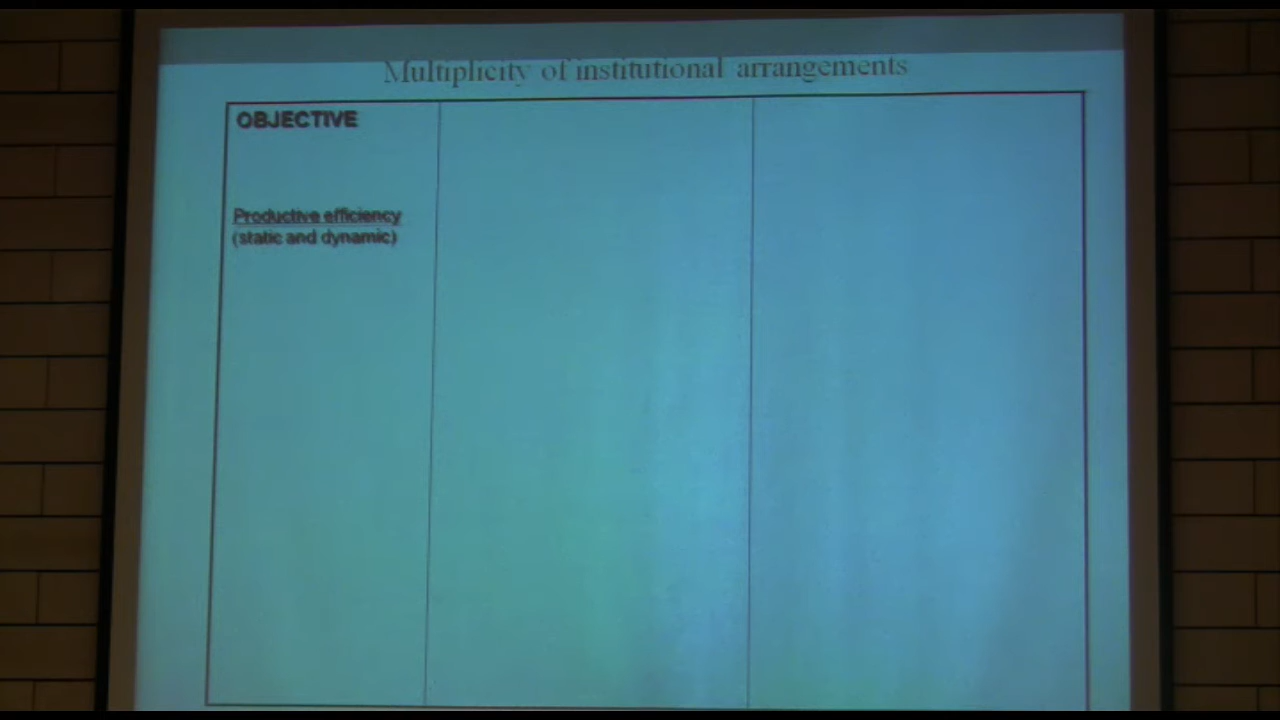 Multiplicity of institutional arrangements
OBJECTIVE
Productive efficiency
(static and dynamic)